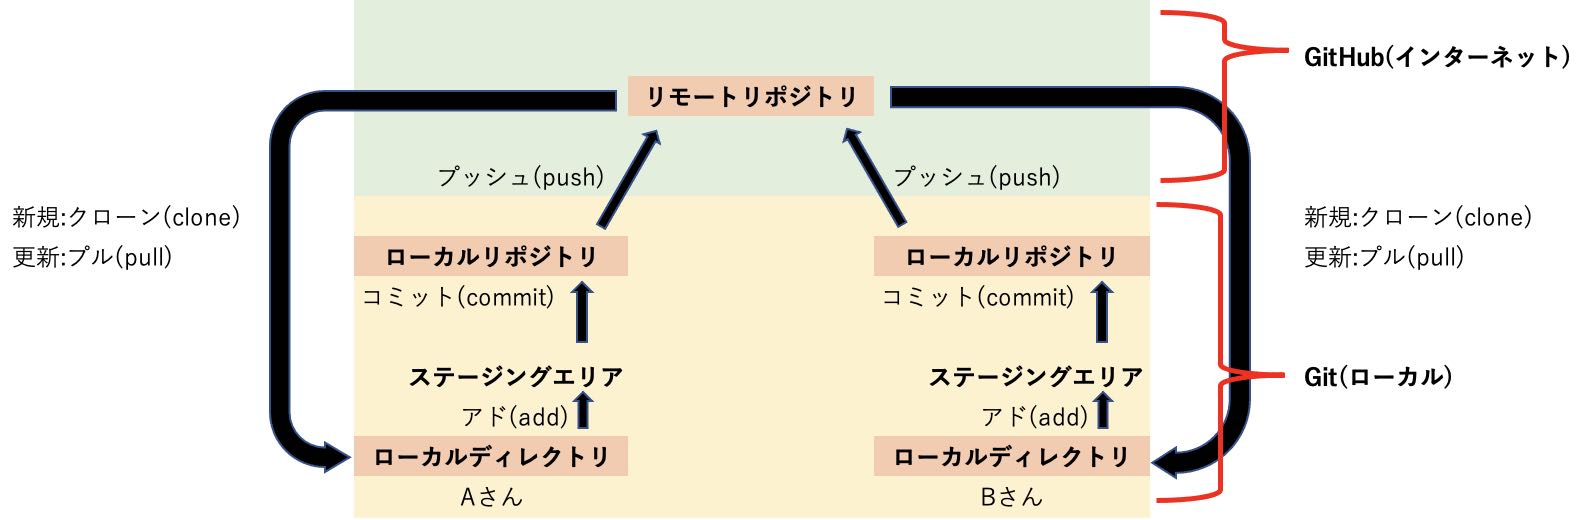 GitHub(インターネット)
リモートリポジトリ
プッシュ(push)
プッシュ(push)
新規:クローン(clone)
更新:プル(pull)
新規:クローン(clone)
更新:プル(pull)
ローカルリポジトリ
ローカルリポジトリ
コミット(commit)
コミット(commit)
ステージングエリア
ステージングエリア
Git(ローカル)
アド(add)
アド(add)
ローカルディレクトリ
ローカルディレクトリ
Aさん
Bさん